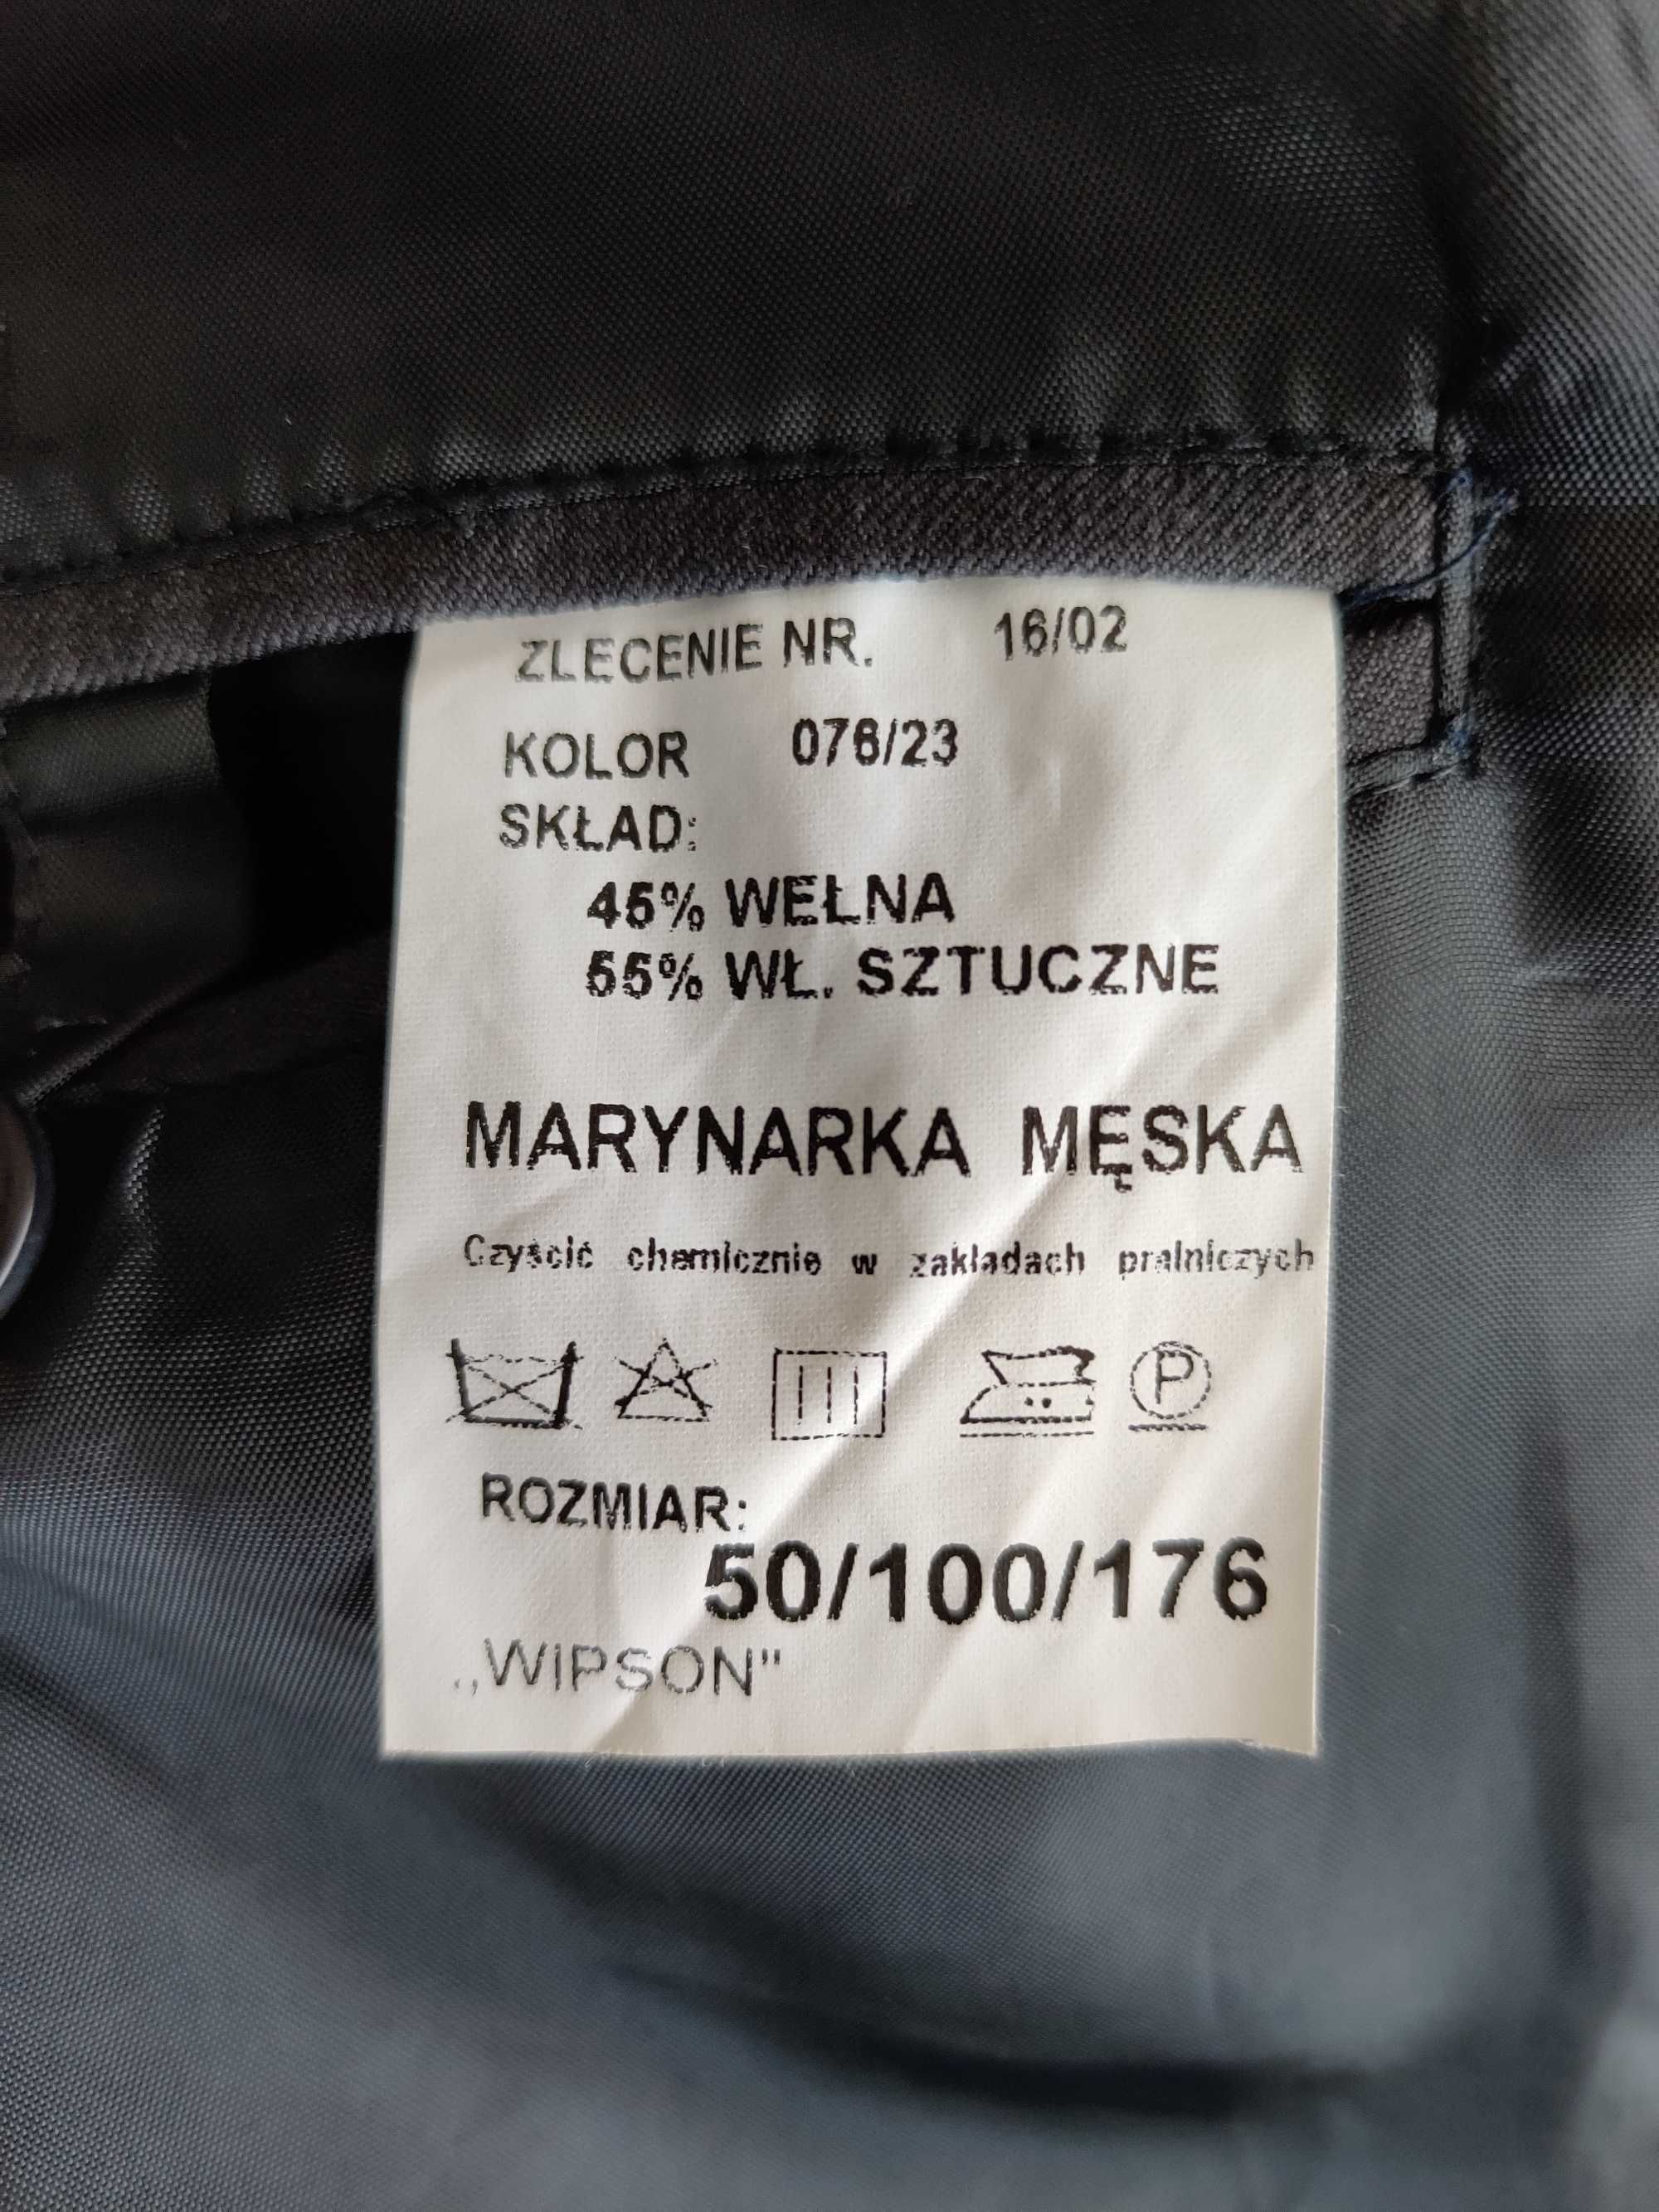 ZLECENIE NR. 16/02
KOLOR 076/23
SKŁAD:
45% WEŁNA
55% WŁ. SZTUCZNE
MARYNARKA MĘSKA
Czyścić chemicznie w zakładach pralniczych
P
ROZMIAR:
50/100/176
„WIPSON"